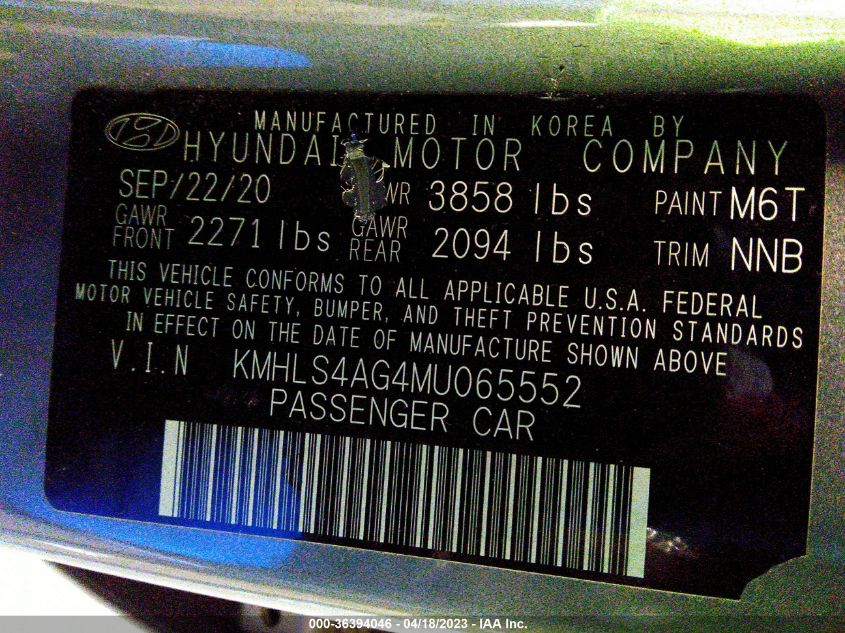 MANUFACTURED IN KOREA BY
HYUNDAI MOTOR COMPANY
SEP/22/20 WR 3858 lbs PAINT M6T
GAWR FRONT 2271 lbs GAWR REAR 2094 lbs TRIM NNB
THIS VEHICLE CONFORMS TO ALL APPLICABLE U.S.A. FEDERAL
MOTOR VEHICLE SAFETY, BUMPER, AND THEFT PREVENTION STANDARDS
IN EFFECT ON THE DATE OF MANUFACTURE SHOWN ABOVE
V.I.N KMHLS4AG4MU065552
PASSENGER CAR
000-36394046 - 04/18/2023 - IAA Inc.